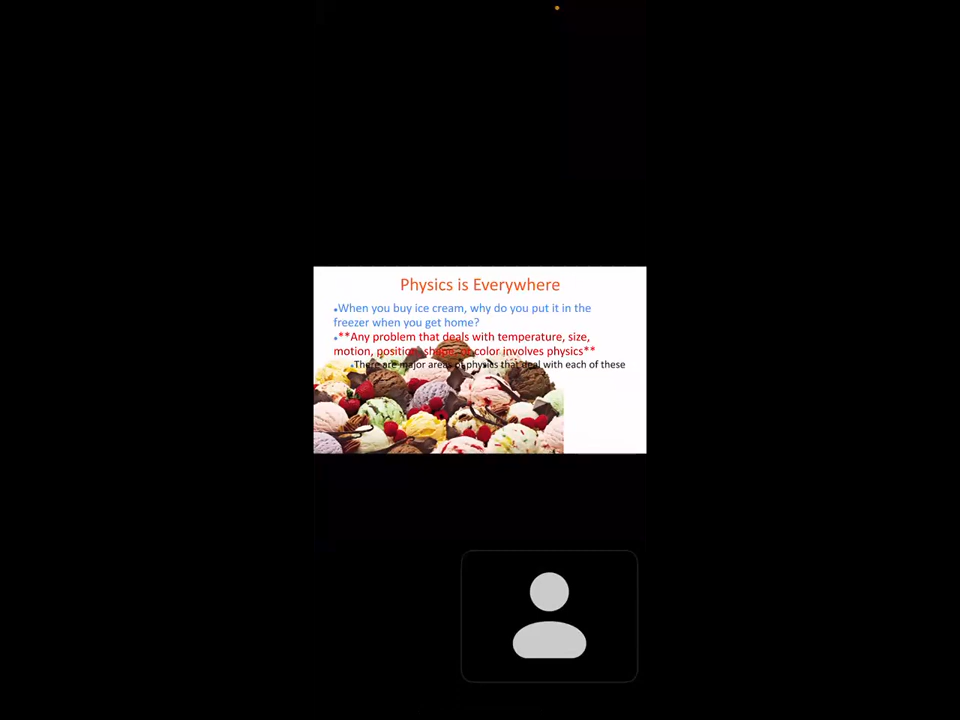 Physics is Everywhere
•When you buy ice cream, why do you put it in the
freezer when you get home?
•**Any problem that deals with temperature, size,
motion, position, shape, or color involves physics**
•There are major areas of physics that deal with each of these